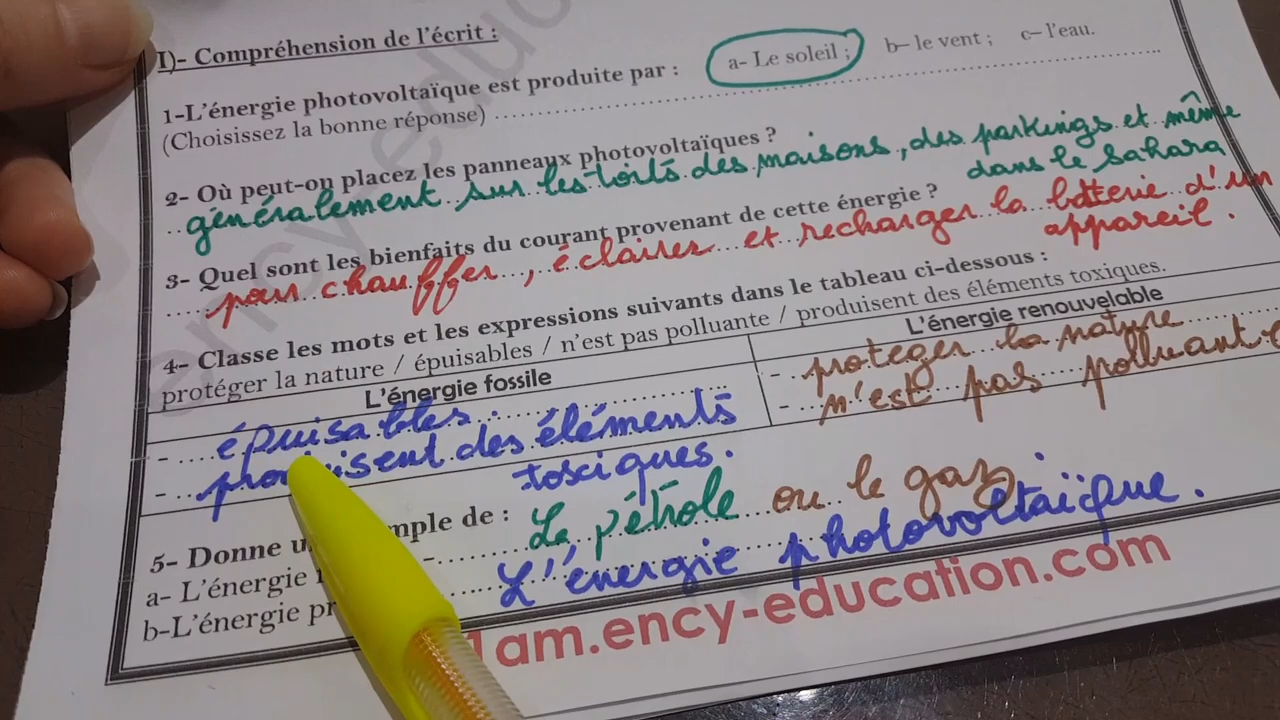 I)- Compréhension de l'écrit :
1-L'énergie photovoltaïque est produite par : a- Le soleil ; b– le vent ; c– l'eau.
(Choisissez la bonne réponse)
2- Où peut-on placez les panneaux photovoltaïques ?
généralement sur les toits des maisons, des parkings et même
dans le Sahara
3- Quel sont les bienfaits du courant provenant de cette énergie ?
pour chauffer, éclairer et recharger la batterie d'un
appareil.
4- Classe les mots et les expressions suivants dans le tableau ci-dessous :
protéger la nature / épuisables / n'est pas polluante / produisent des éléments toxiques.
L'énergie fossile L'énergie renouvelable
- épuisables. - proteger la nature
- produisent des éléments - n'est pas polluante
toxiques.
5- Donne mple de :
a- L'énergie Le pétrole ou le gaz
b-L'énergie pr L'énergie photovoltaïque.
1am.ency-education.com